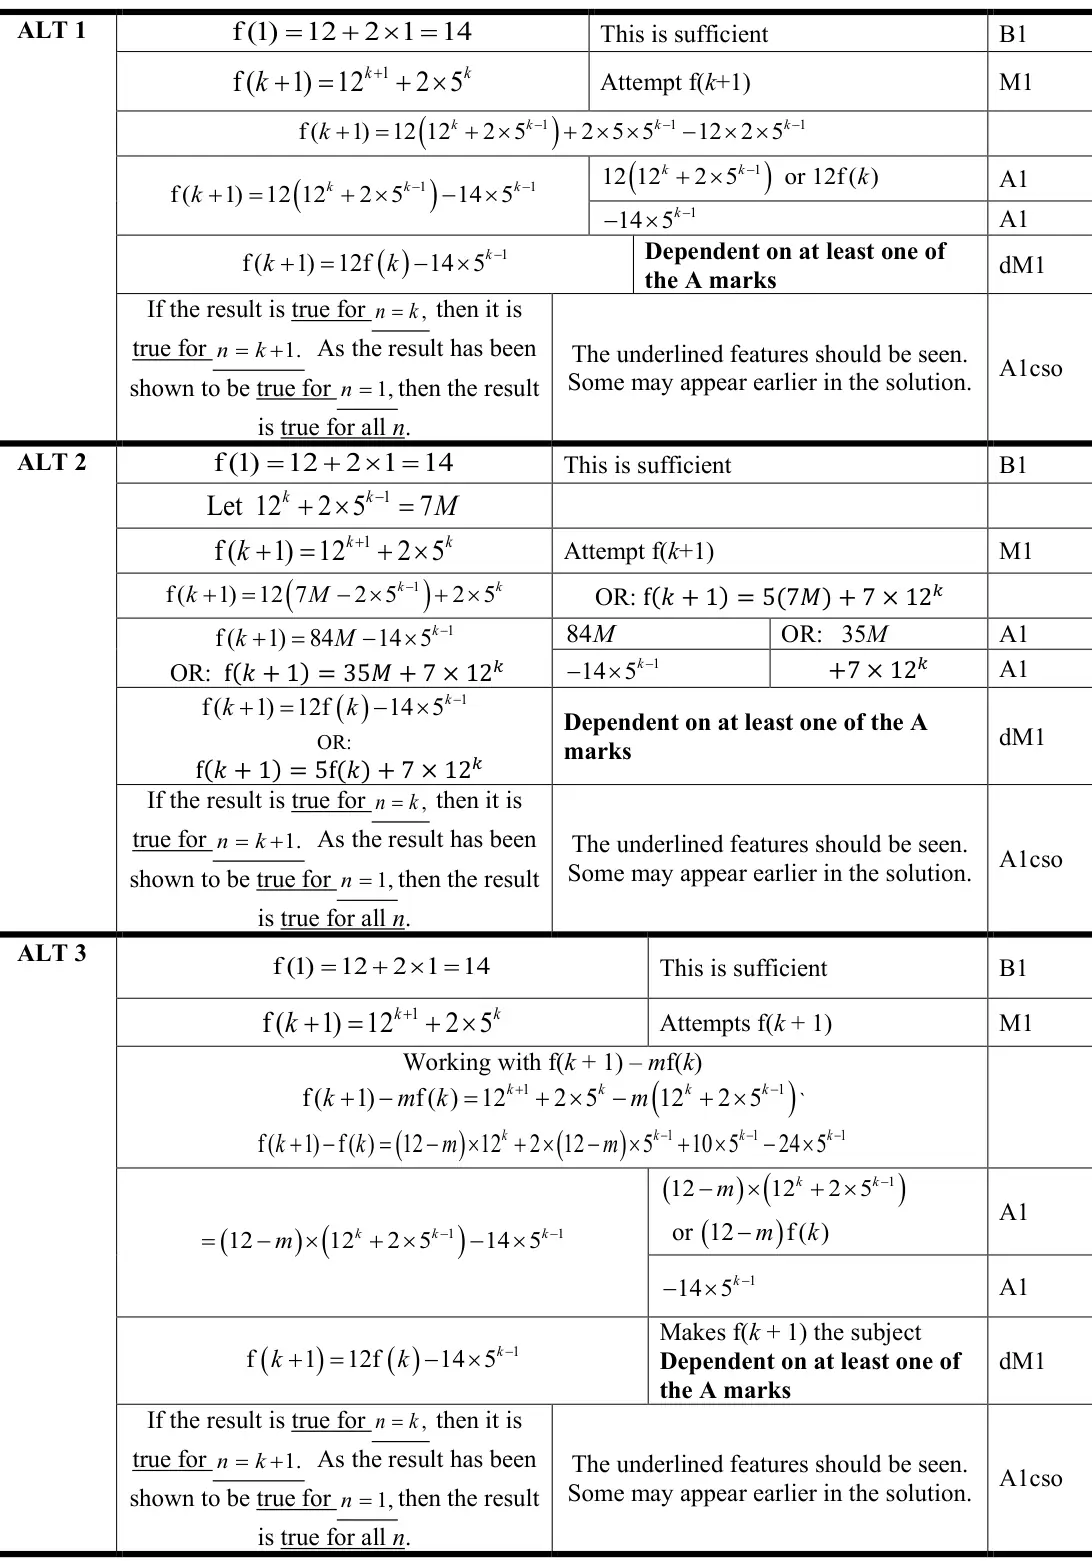 ALT 1
f(1) = 12 + 2 × 1 = 14 This is sufficient B1
f(k + 1) = 12^{k+1} + 2 × 5^k Attempt f(k+1) M1
f(k + 1) = 12(12^k + 2 × 5^{k−1}) + 2 × 5 × 5^{k−1} − 12 × 2 × 5^{k−1}
f(k + 1) = 12(12^k + 2 × 5^{k−1}) − 14 × 5^{k−1}
12(12^k + 2 × 5^{k−1}) or 12f(k) A1
−14 × 5^{k−1} A1
f(k + 1) = 12f(k) − 14 × 5^{k−1}
Dependent on at least one of
the A marks
dM1
If the result is true for n = k, then it is
true for n = k +1. As the result has been
shown to be true for n = 1, then the result
is true for all n.
The underlined features should be seen.
Some may appear earlier in the solution.
A1cso
ALT 2
f(1) = 12 + 2 × 1 = 14 This is sufficient B1
Let 12^k + 2 × 5^{k−1} = 7M
f(k + 1) = 12^{k+1} + 2 × 5^k Attempt f(k+1) M1
f(k + 1) = 12(7M − 2 × 5^{k−1}) + 2 × 5^k OR: f(k + 1) = 5(7M) + 7 × 12^k
f(k + 1) = 84M − 14 × 5^{k−1}
OR: f(k + 1) = 35M + 7 × 12^k
84M OR: 35M A1
−14 × 5^{k−1} +7 × 12^k A1
f(k + 1) = 12f(k) − 14 × 5^{k−1}
OR:
f(k + 1) = 5f(k) + 7 × 12^k
Dependent on at least one of the A
marks
dM1
If the result is true for n = k, then it is
true for n = k +1. As the result has been
shown to be true for n = 1, then the result
is true for all n.
The underlined features should be seen.
Some may appear earlier in the solution.
A1cso
ALT 3
f(1) = 12 + 2 × 1 = 14 This is sufficient B1
f(k + 1) = 12^{k+1} + 2 × 5^k Attempts f(k + 1) M1
Working with f(k + 1) – mf(k)
f(k + 1) − mf(k) = 12^{k+1} + 2 × 5^k − m(12^k + 2 × 5^{k−1})`
f(k + 1) − f(k) = (12 − m) × 12^k + 2 × (12 − m) × 5^{k−1} + 10 × 5^{k−1} − 24 × 5^{k−1}
= (12 − m) × (12^k + 2 × 5^{k−1}) − 14 × 5^{k−1}
(12 − m) × (12^k + 2 × 5^{k−1})
or (12 − m)f(k)
A1
−14 × 5^{k−1} A1
f(k + 1) = 12f(k) − 14 × 5^{k−1}
Makes f(k + 1) the subject
Dependent on at least one of
the A marks
dM1
If the result is true for n = k, then it is
true for n = k +1. As the result has been
shown to be true for n = 1, then the result
is true for all n.
The underlined features should be seen.
Some may appear earlier in the solution.
A1cso